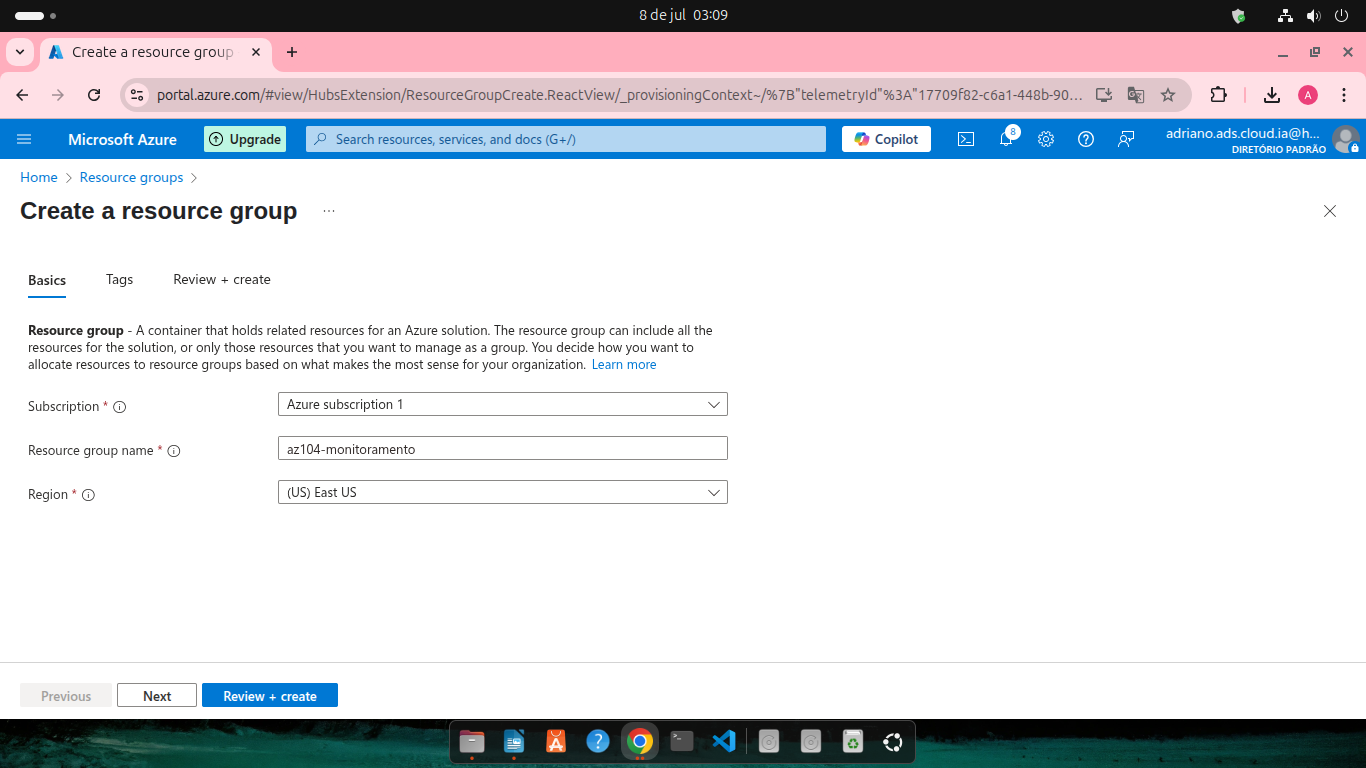 8 de jul 03:09
Create a resource group
portal.azure.com/#view/HubsExtension/ResourceGroupCreate.ReactView/_provisioningContext~/%7B"telemetryId"%3A"17709f82-c6a1-448b-90...
A
Microsoft Azure
Upgrade
Search resources, services, and docs (G+/)
Copilot
8
adriano.ads.cloud.ia@h...
DIRETÓRIO PADRÃO
Home > Resource groups >
Create a resource group ...
Basics Tags Review + create
Resource group - A container that holds related resources for an Azure solution. The resource group can include all the
resources for the solution, or only those resources that you want to manage as a group. You decide how you want to
allocate resources to resource groups based on what makes the most sense for your organization. Learn more
Subscription * Azure subscription 1
Resource group name * az104-monitoramento
Region * (US) East US
Previous Next Review + create